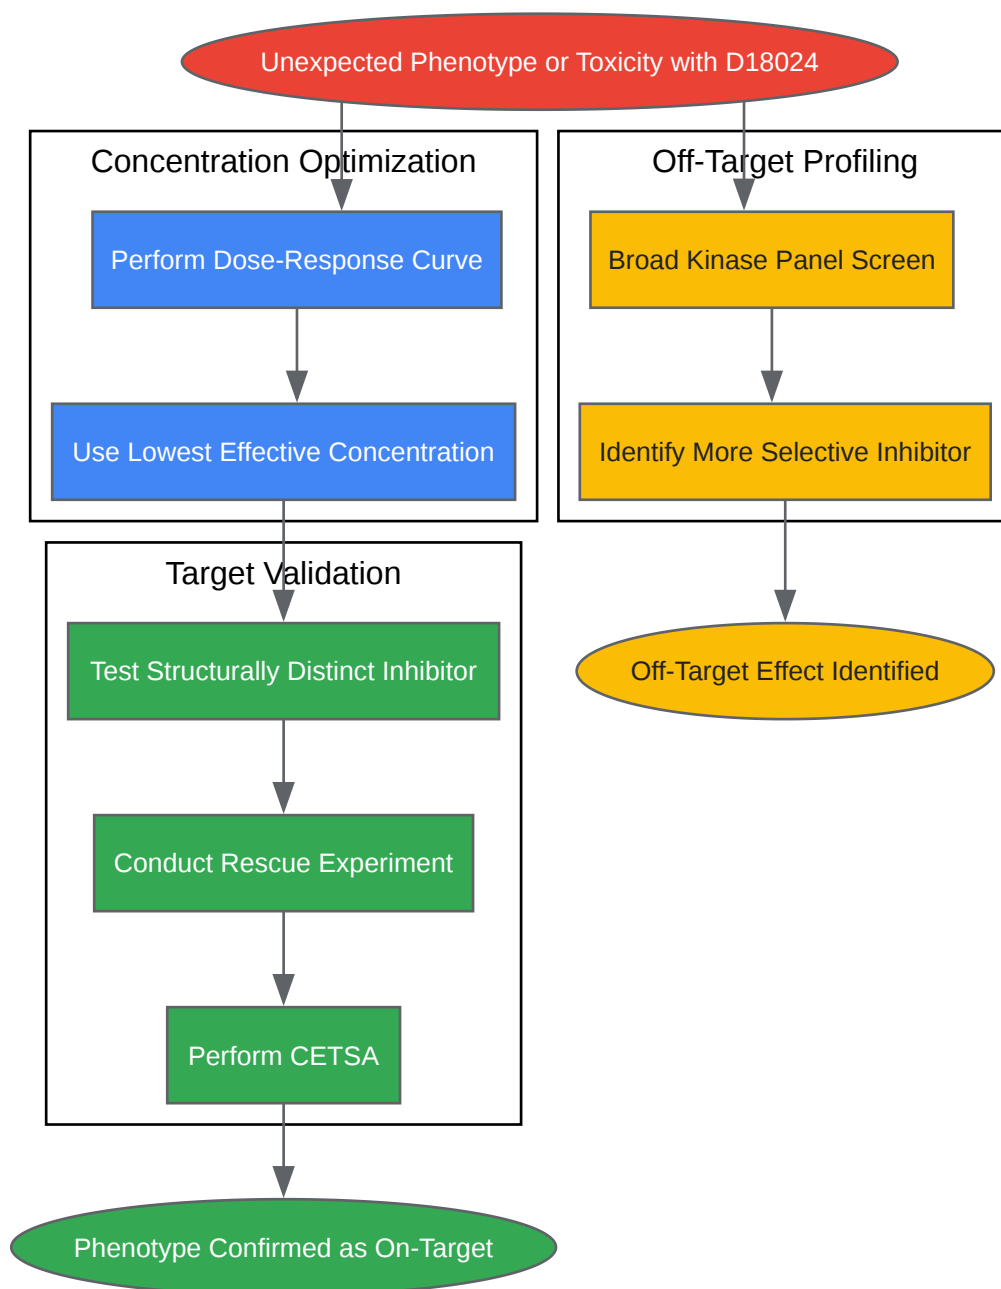 Unexpected Phenotype or Toxicity with D18024
Concentration Optimization
Off-Target Profiling
Perform Dose-Response Curve
Broad Kinase Panel Screen
Use Lowest Effective Concentration
Identify More Selective Inhibitor
Target Validation
Test Structurally Distinct Inhibitor
Off-Target Effect Identified
Conduct Rescue Experiment
Perform CETSA
Phenotype Confirmed as On-Target